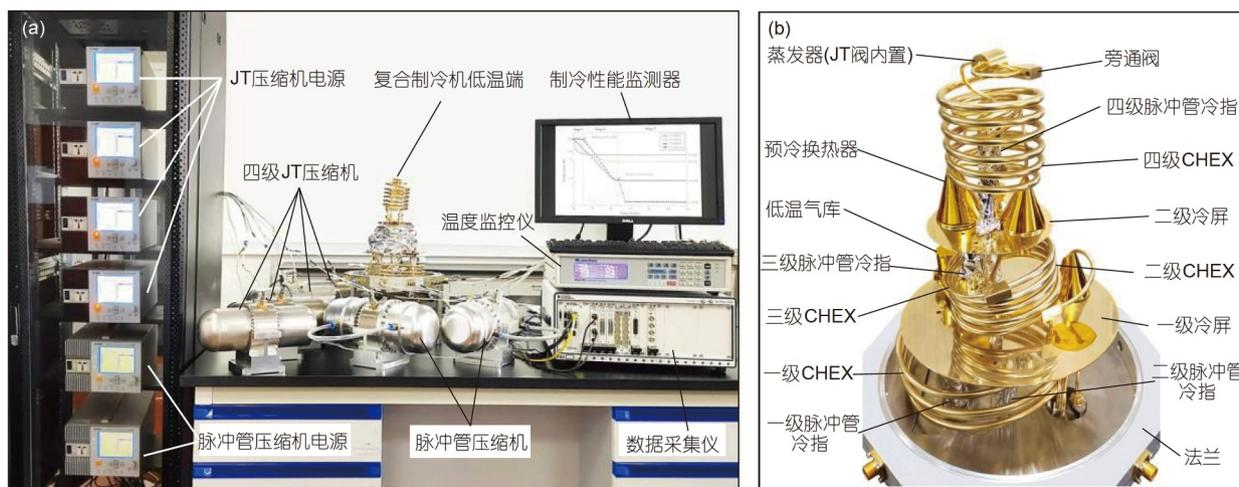 (a)
JT压缩机电源
复合制冷机低温端
制冷性能监测器
四级JT压缩机
温度监控仪
DELL
脉冲管压缩机电源
脉冲管压缩机
数据采集仪
(b)
蒸发器(JT阀内置)
旁通阀
四级脉冲管冷指
预冷换热器
四级CHEX
低温气库
二级冷屏
三级脉冲管冷指
二级CHEX
三级CHEX
一级冷屏
一级CHEX
二级脉冲管
冷指
一级脉冲管
冷指
法兰